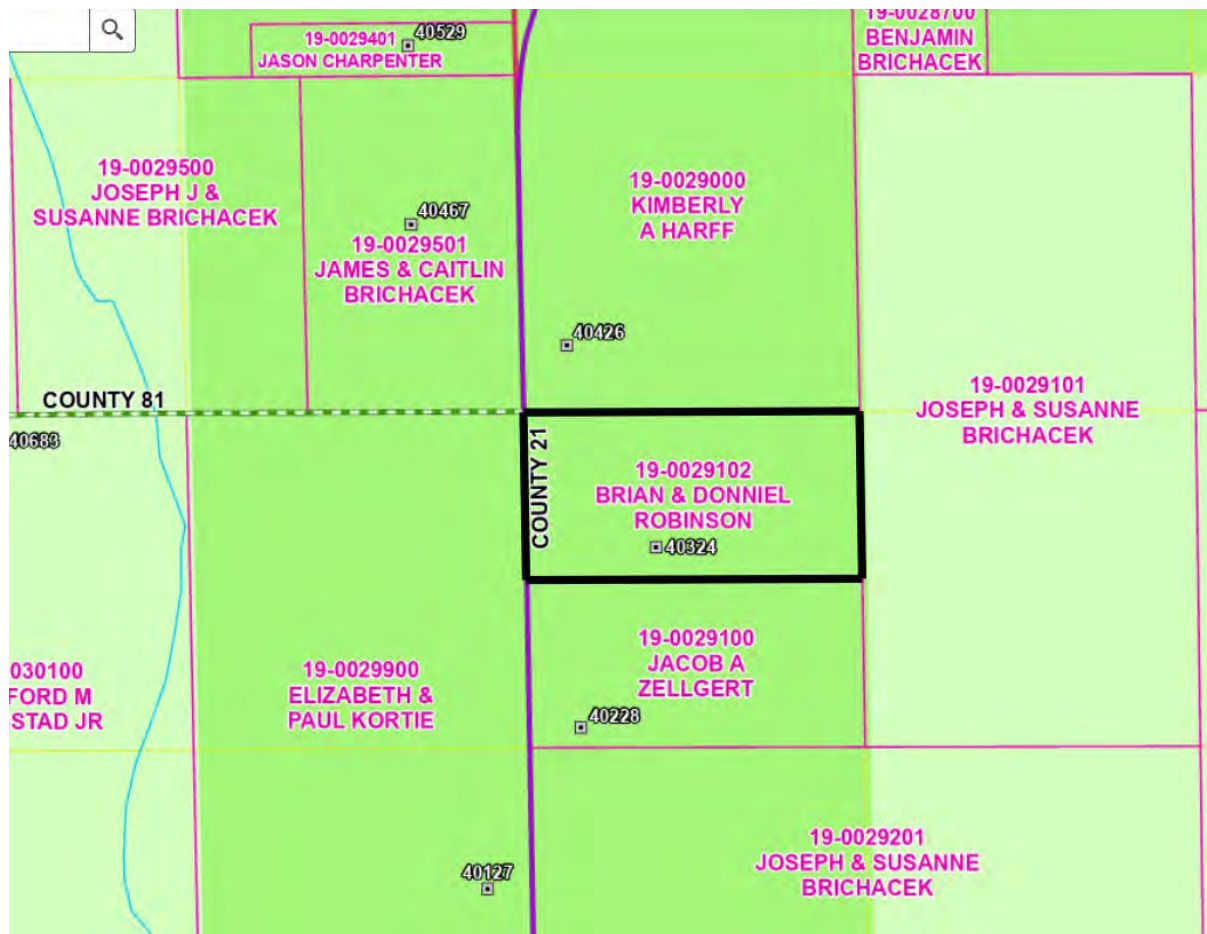 19-0028700
BENJAMIN
BRICHACEK
40529
19-0029401
JASON CHARPENTER
19-0029500
JOSEPH J &
SUSANNE BRICHACEK
40467
19-0029501
JAMES & CAITLIN
BRICHACEK
19-0029000
KIMBERLY
A HARFF
40426
19-0029101
JOSEPH & SUSANNE
BRICHACEK
COUNTY 81
40683
COUNTY 21
19-0029102
BRIAN & DONNIEL
ROBINSON
40324
19-0029100
JACOB A
ZELLGERT
40228
030100
FORD M
STAD JR
19-0029900
ELIZABETH &
PAUL KORTIE
40127
19-0029201
JOSEPH & SUSANNE
BRICHACEK